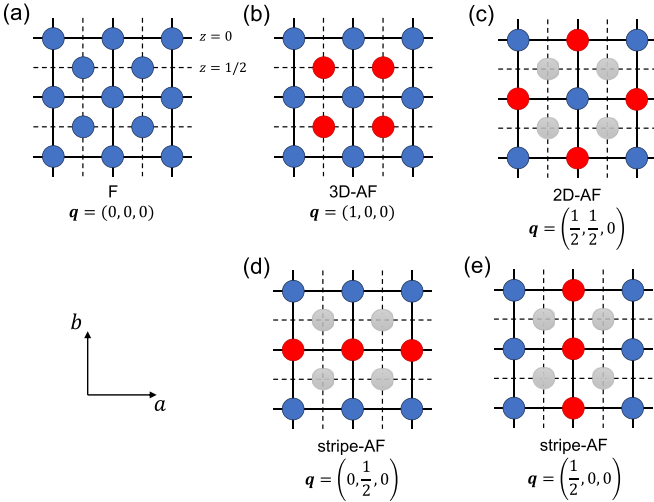 (a)
z = 0
z = 1/2
F
q = (0, 0, 0)
(b)
3D-AF
q = (1, 0, 0)
(c)
2D-AF
q = (1/2, 1/2, 0)
b
a
(d)
stripe-AF
q = (0, 1/2, 0)
(e)
stripe-AF
q = (1/2, 0, 0)